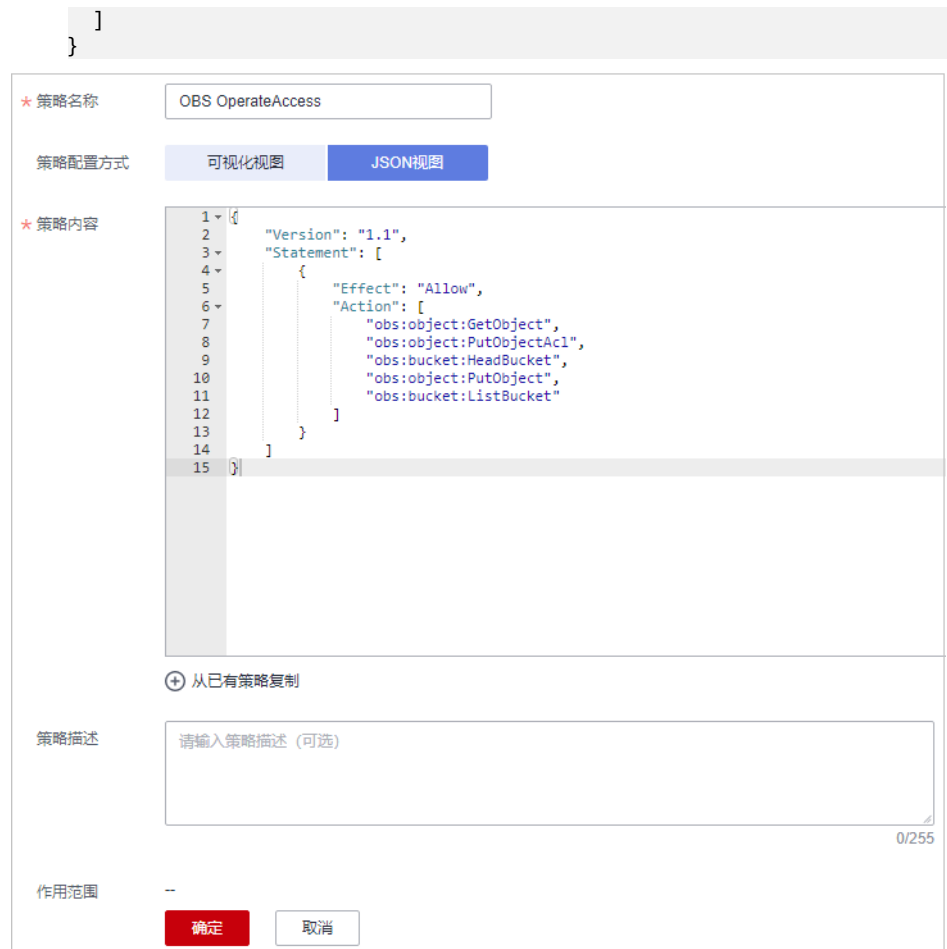 ]
}
* 策略名称 OBS OperateAccess
策略配置方式 可视化视图 JSON视图
* 策略内容
1 {
2 "Version": "1.1",
3 "Statement": [
4 {
5 "Effect": "Allow",
6 "Action": [
7 "obs:object:GetObject",
8 "obs:object:PutObjectAcl",
9 "obs:bucket:HeadBucket",
10 "obs:object:PutObject",
11 "obs:bucket:ListBucket"
12 ]
13 }
14 ]
15 }
从已有策略复制
策略描述 请输入策略描述 (可选)
0/255
作用范围 --
确定 取消